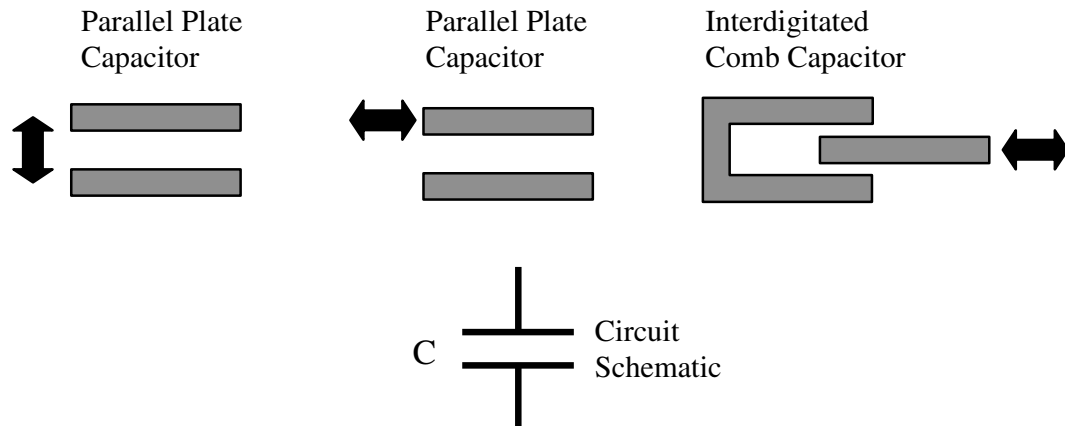 Parallel Plate
Capacitor
Parallel Plate
Capacitor
Interdigitated
Comb Capacitor
C
Circuit
Schematic